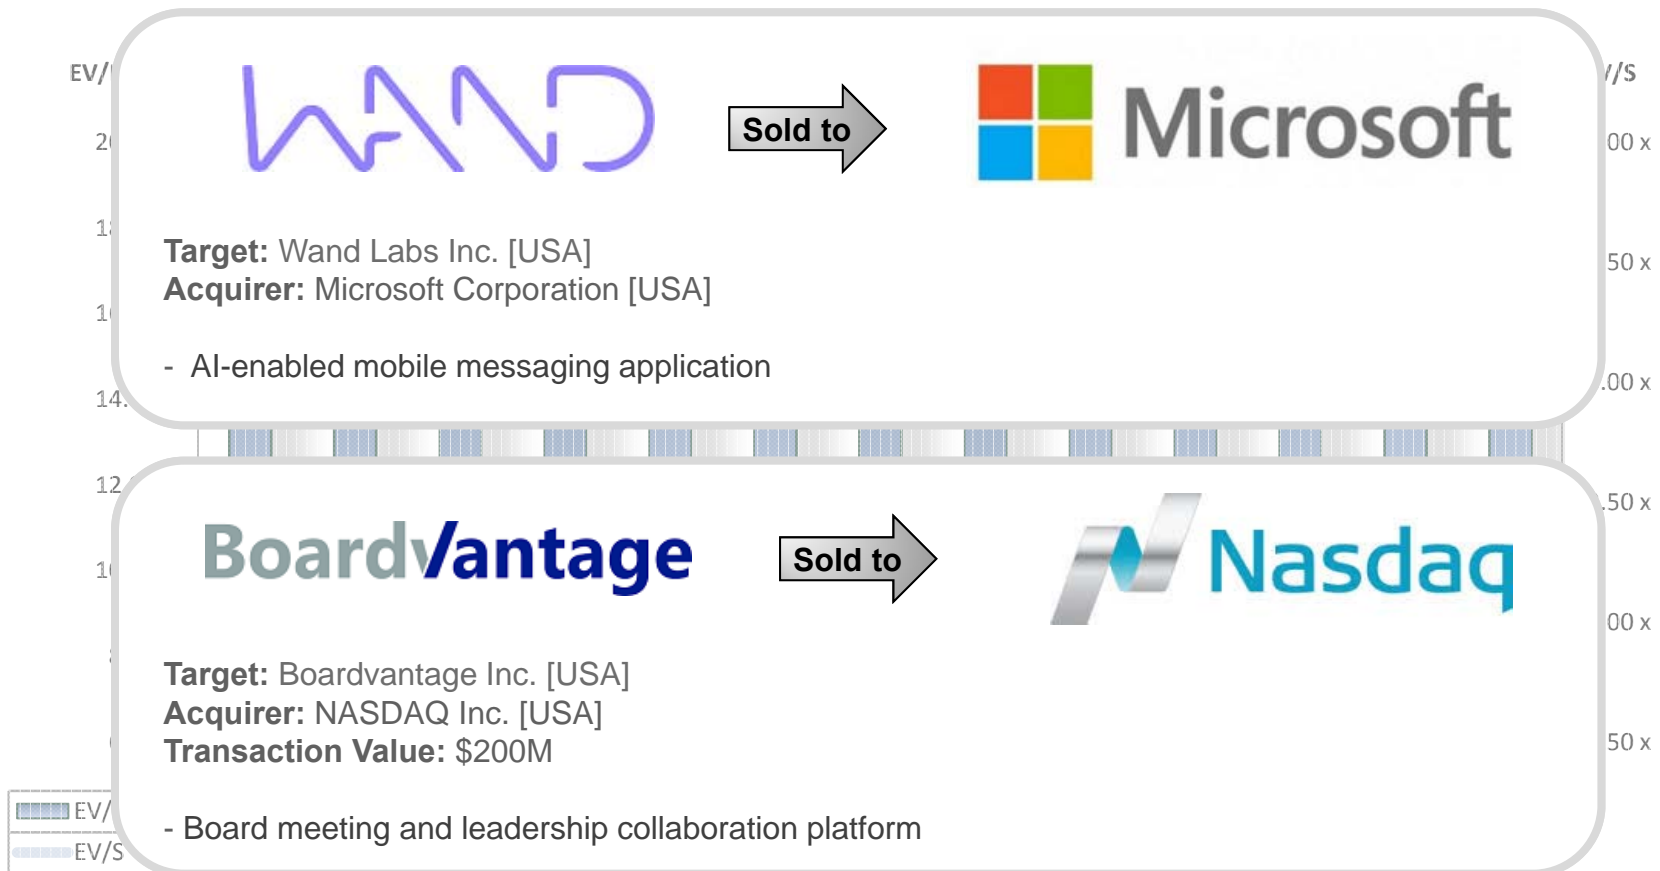 WAND
Sold to
Microsoft
Target: Wand Labs Inc. [USA]
Acquirer: Microsoft Corporation [USA]
- AI-enabled mobile messaging application
BoardVantage
Sold to
Nasdaq
Target: Boardvantage Inc. [USA]
Acquirer: NASDAQ Inc. [USA]
Transaction Value: $200M
- Board meeting and leadership collaboration platform
EV/S